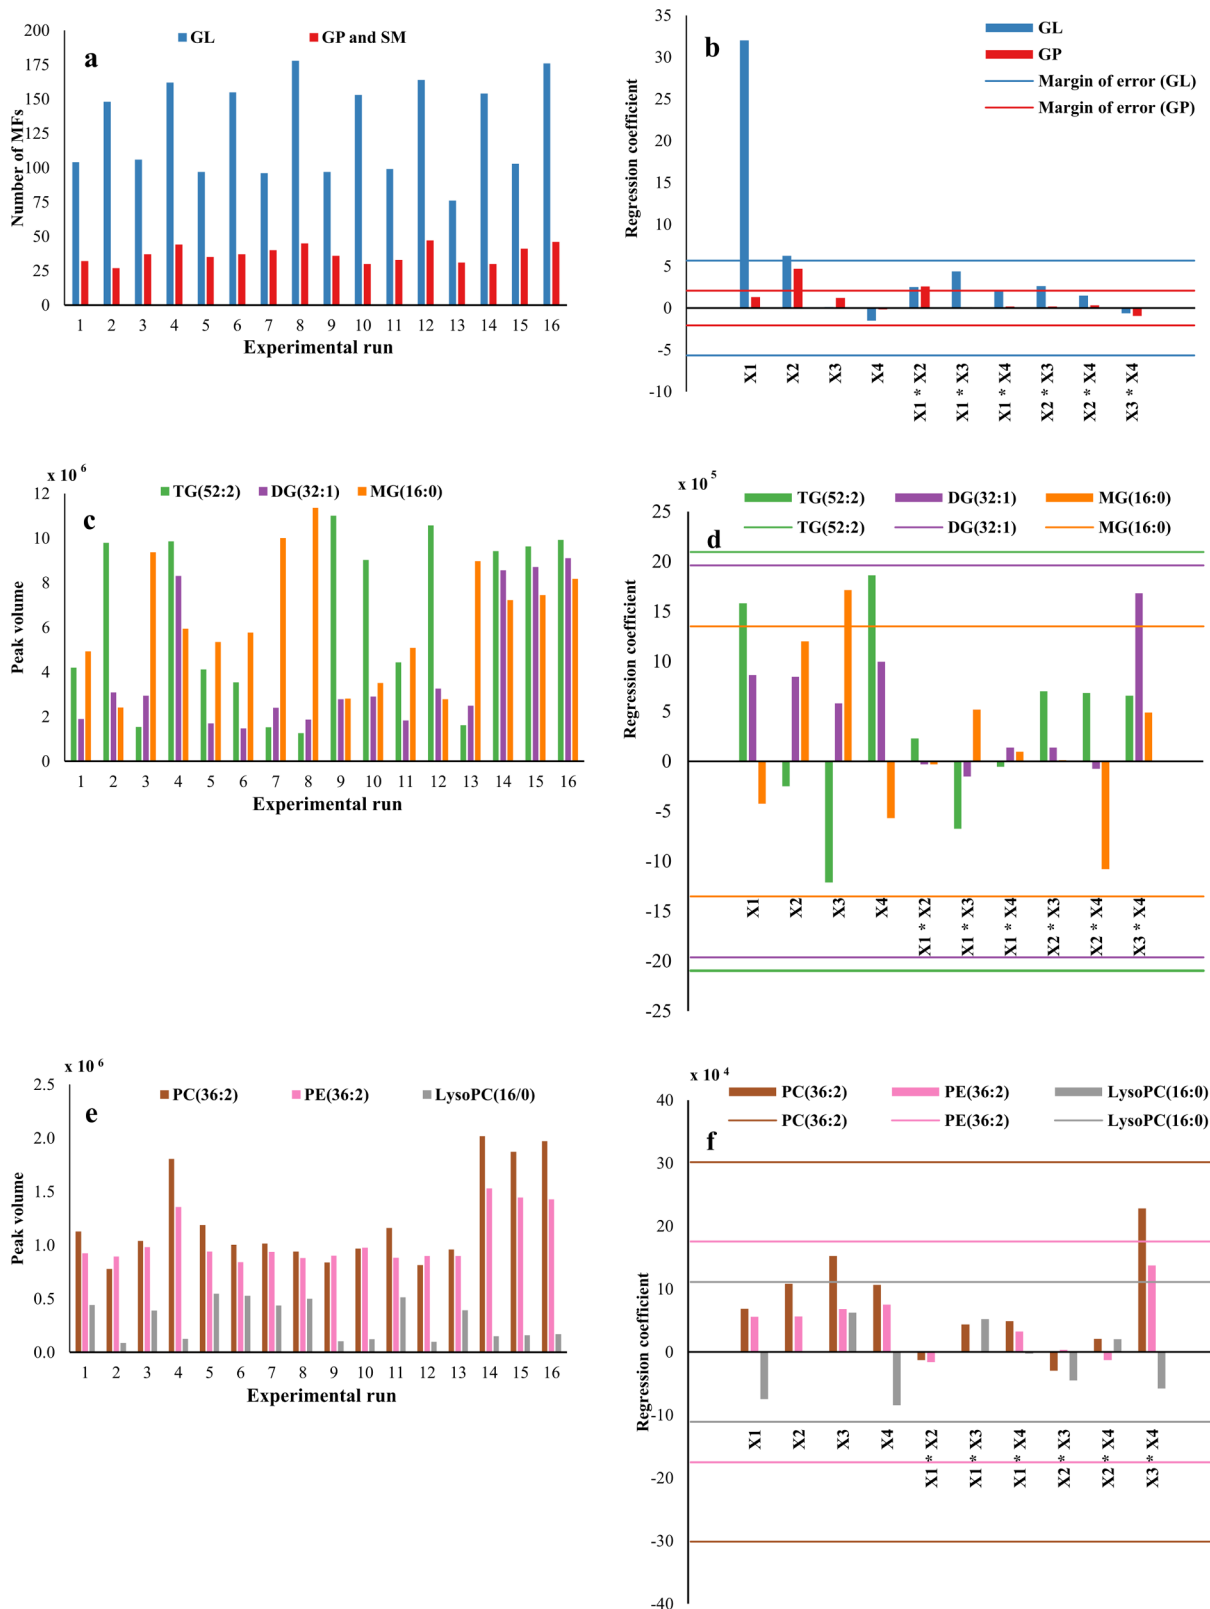 a
GL
GP and SM
200
175
150
125
100
75
50
25
0
Number of MFs
1 2 3 4 5 6 7 8 9 10 11 12 13 14 15 16
Experimental run
b
GL
GP
Margin of error (GL)
Margin of error (GP)
35
30
25
20
15
10
5
0
-5
-10
Regression coefficient
X1
X2
X3
X4
X1 * X2
X1 * X3
X1 * X4
X2 * X3
X2 * X4
X3 * X4
x 10 6
c
TG(52:2)
DG(32:1)
MG(16:0)
12
10
8
6
4
2
0
Peak volume
1 2 3 4 5 6 7 8 9 10 11 12 13 14 15 16
Experimental run
x 10 5
d
TG(52:2) DG(32:1) MG(16:0)
TG(52:2) DG(32:1) MG(16:0)
25
20
15
10
5
0
-5
-10
-15
-20
-25
Regression coefficient
X1
X2
X3
X4
X1 * X2
X1 * X3
X1 * X4
X2 * X3
X2 * X4
X3 * X4
x 10 6
e
PC(36:2)
PE(36:2)
LysoPC(16/0)
2.5
2.0
1.5
1.0
0.5
0.0
Peak volume
1 2 3 4 5 6 7 8 9 10 11 12 13 14 15 16
Experimental run
x 10 4
f
PC(36:2) PE(36:2) LysoPC(16:0)
PC(36:2) PE(36:2) LysoPC(16:0)
40
30
20
10
0
-10
-20
-30
-40
Regression coefficient
X1
X2
X3
X4
X1 * X2
X1 * X3
X1 * X4
X2 * X3
X2 * X4
X3 * X4